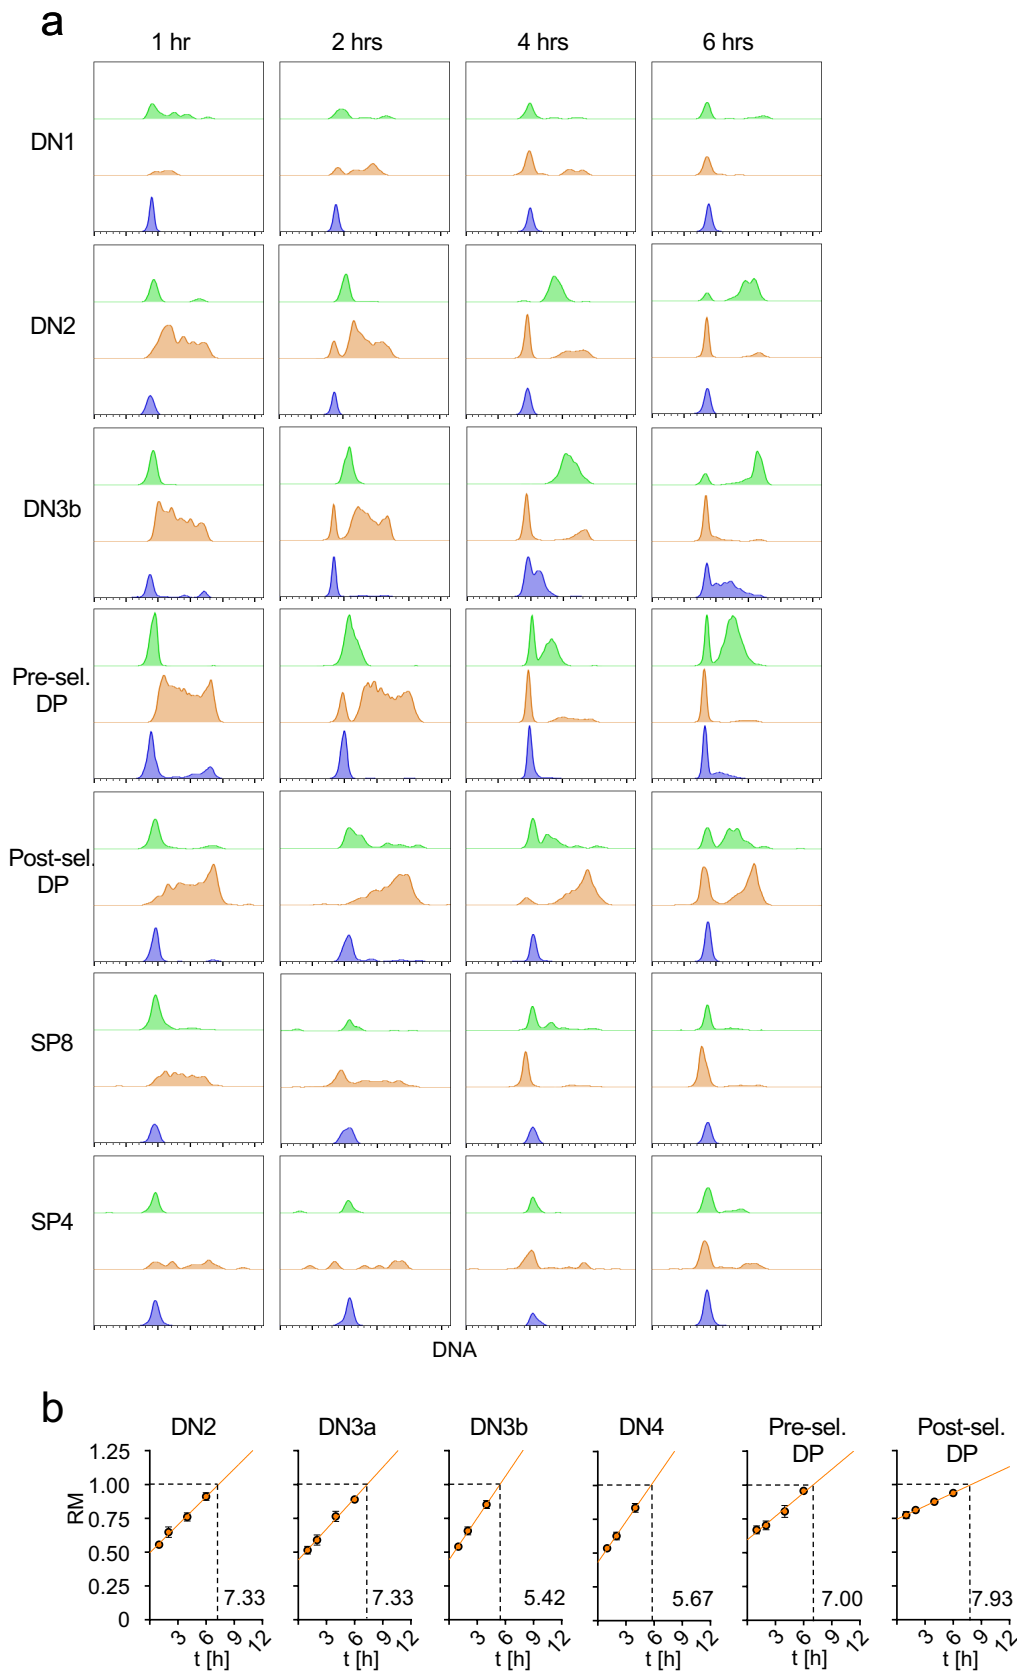 a
1 hr 2 hrs 4 hrs 6 hrs
DN1
DN2
DN3b
Pre-sel.
DP
Post-sel.
DP
SP8
SP4
DNA
b
DN2 DN3a DN3b DN4 Pre-sel. DP Post-sel. DP
RM
1.25
1.00
0.75
0.50
0.25
0
7.33 7.33 5.42 5.67 7.00 7.93
3 6 9 12 3 6 9 12 3 6 9 12 3 6 9 12 3 6 9 12 3 6 9 12
t [h] t [h] t [h] t [h] t [h] t [h]